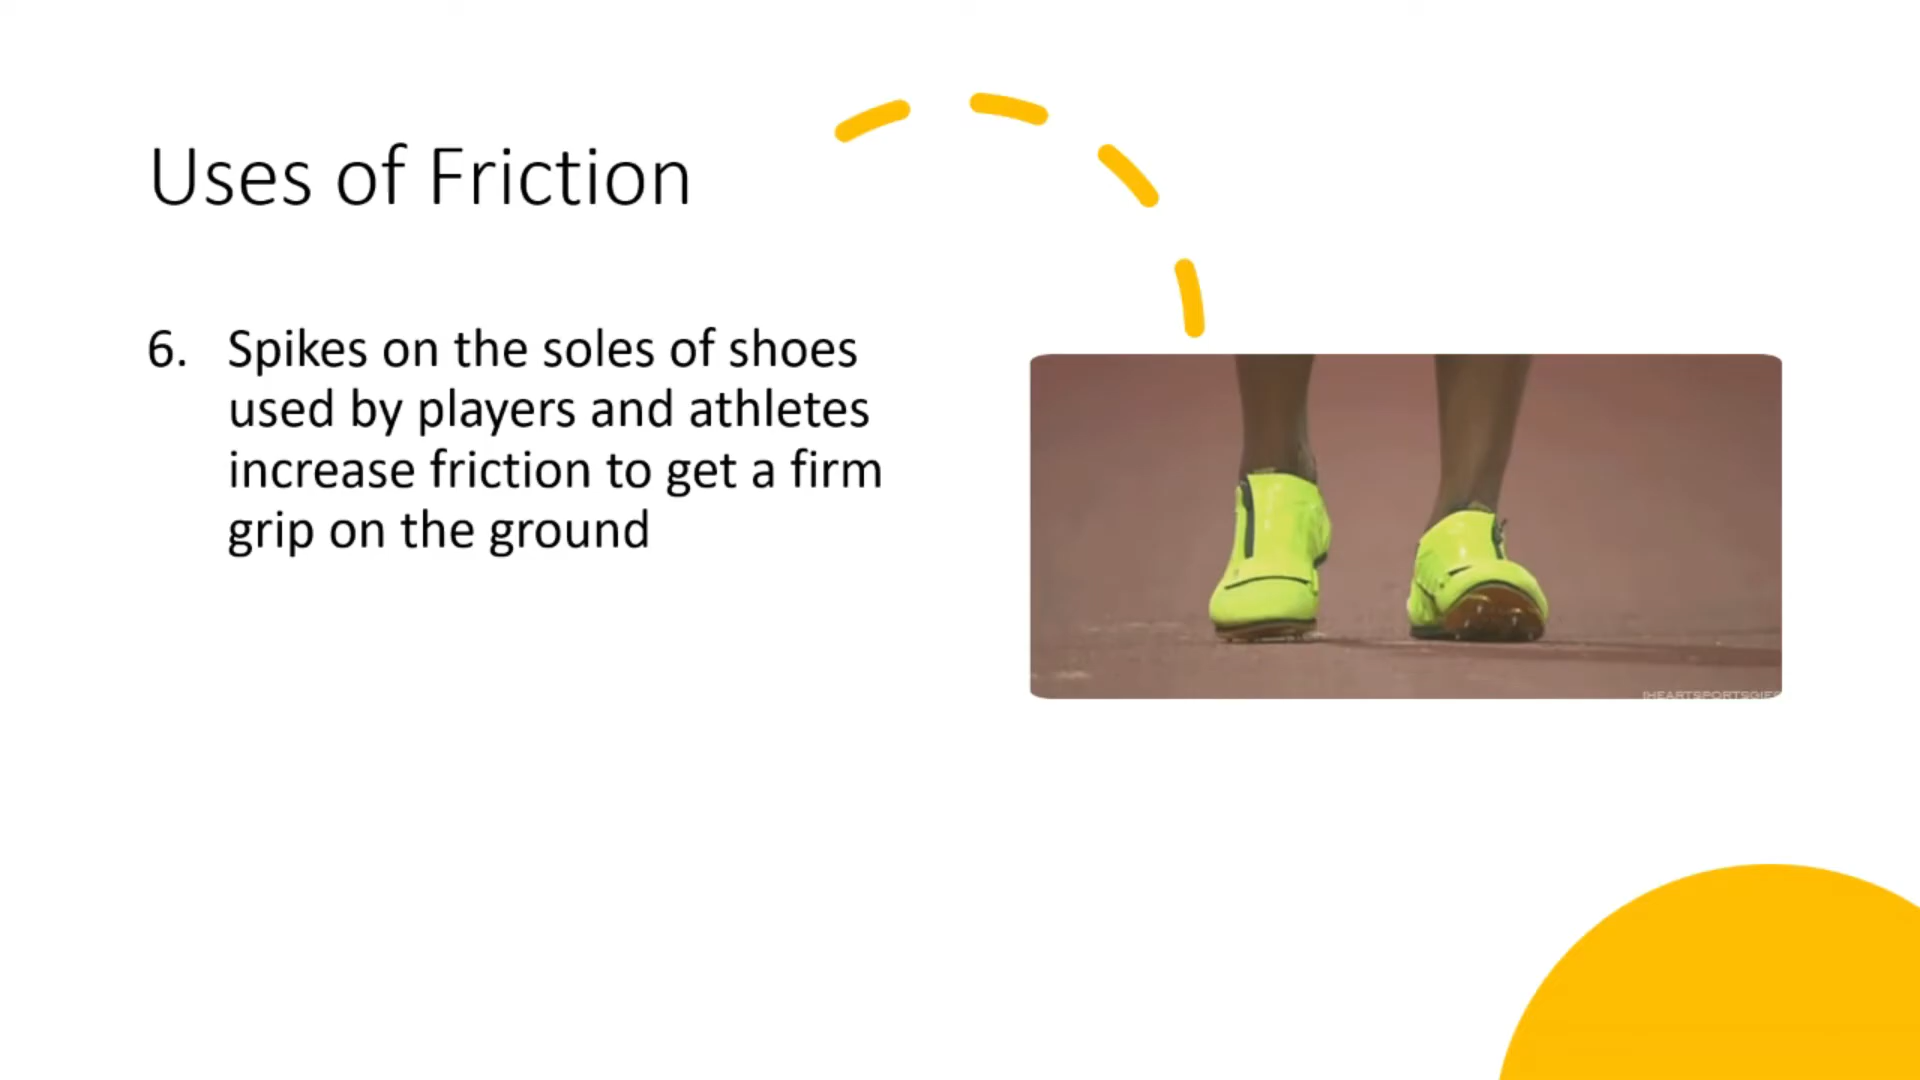 Uses of Friction
6. Spikes on the soles of shoes
used by players and athletes
increase friction to get a firm
grip on the ground
IHEARTSPORTSGIFS